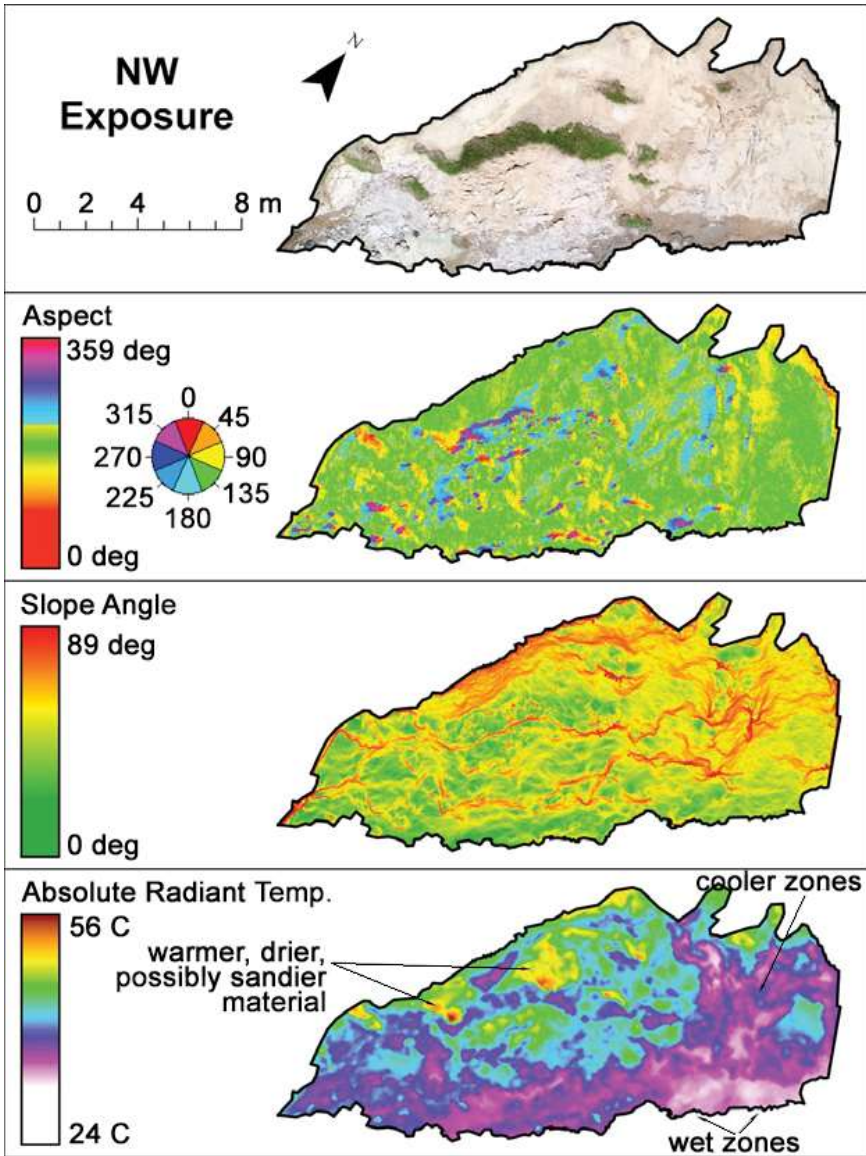 NW
Exposure
N
0 2 4 8 m
Aspect
359 deg
0 deg
0
45
90
135
180
225
270
315
Slope Angle
89 deg
0 deg
Absolute Radiant Temp.
56 C
24 C
cooler zones
warmer, drier,
possibly sandier
material
wet zones